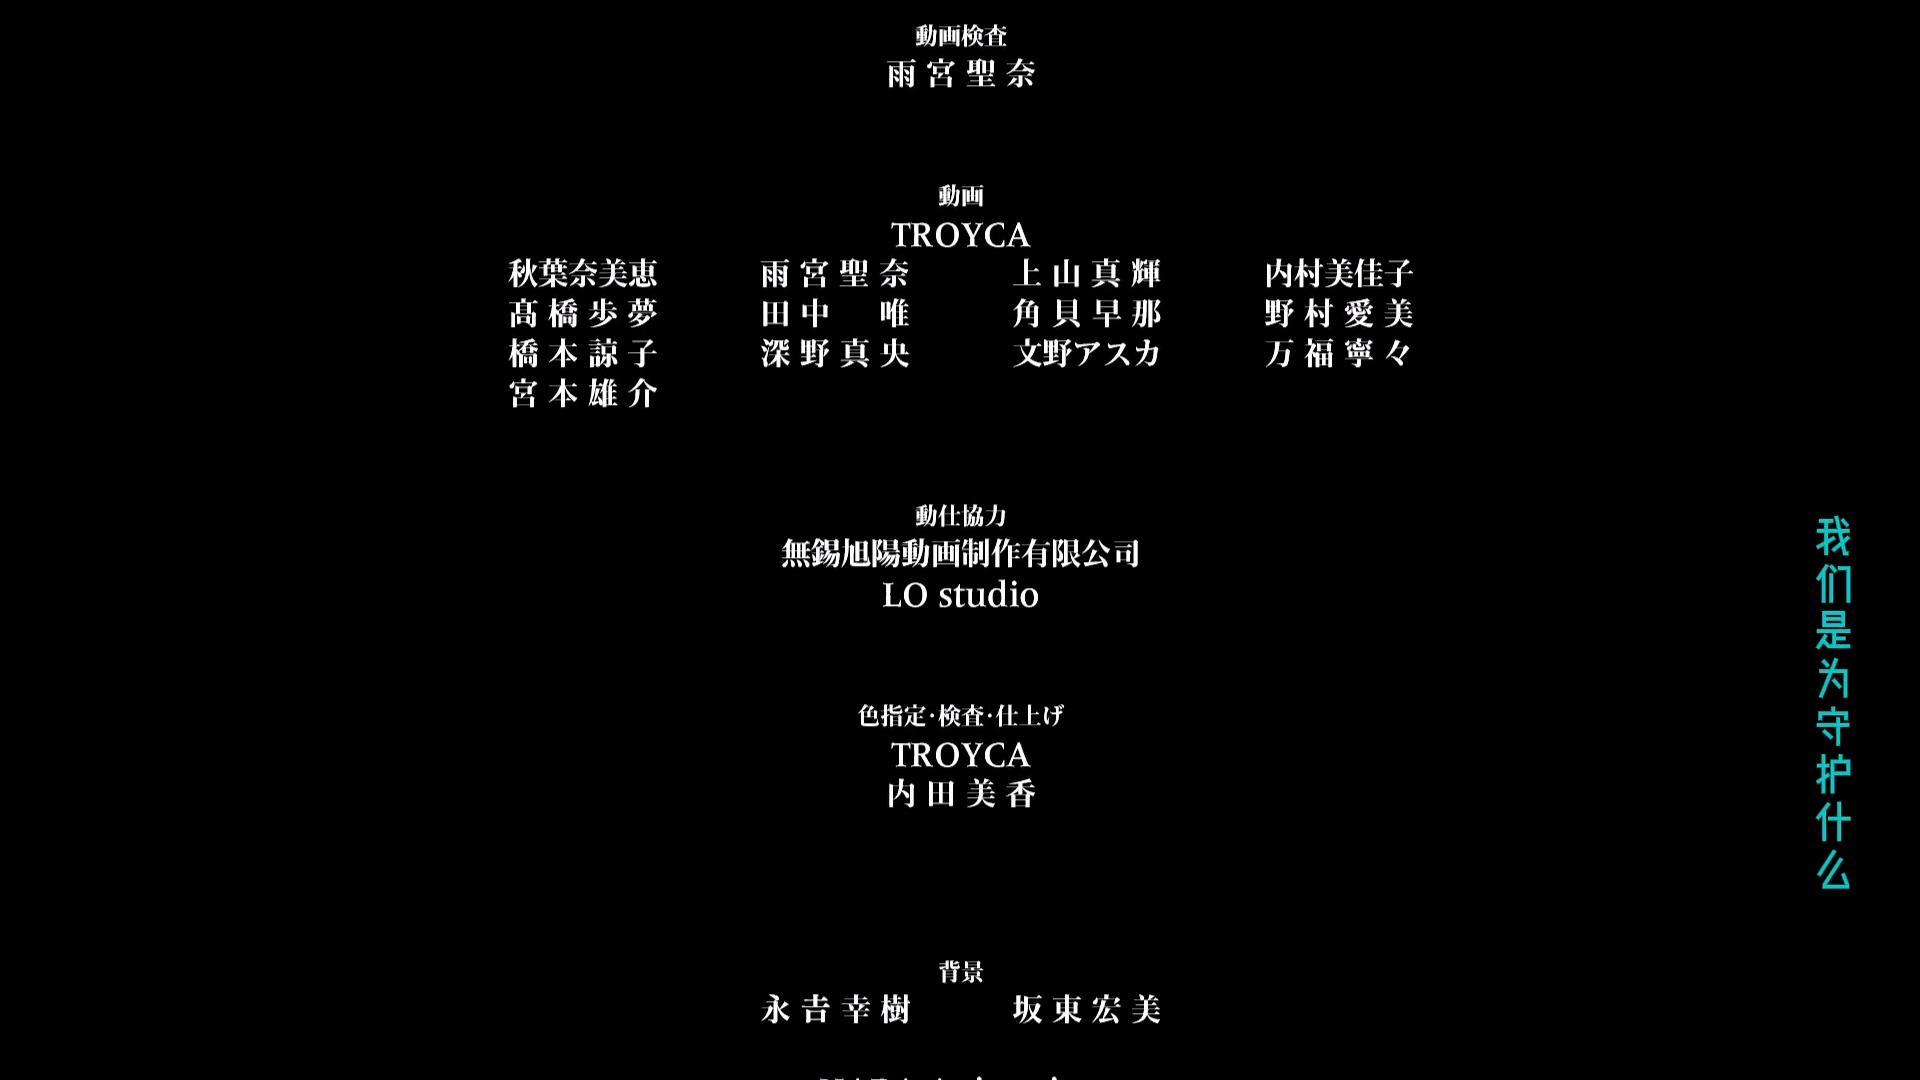 動画検査
雨宮聖奈
動画
TROYCA
秋葉奈美恵 雨宮聖奈 上山真輝 内村美佳子
髙橋歩夢 田中 唯 角貝早那 野村愛美
橋本諒子 深野真央 文野アスカ 万福寧々
宮本雄介
動仕協力
無錫旭陽動画制作有限公司
LO studio
色指定・検査・仕上げ
TROYCA
内田美香
背景
永𠮷幸樹 坂東宏美
我们是为守护什么